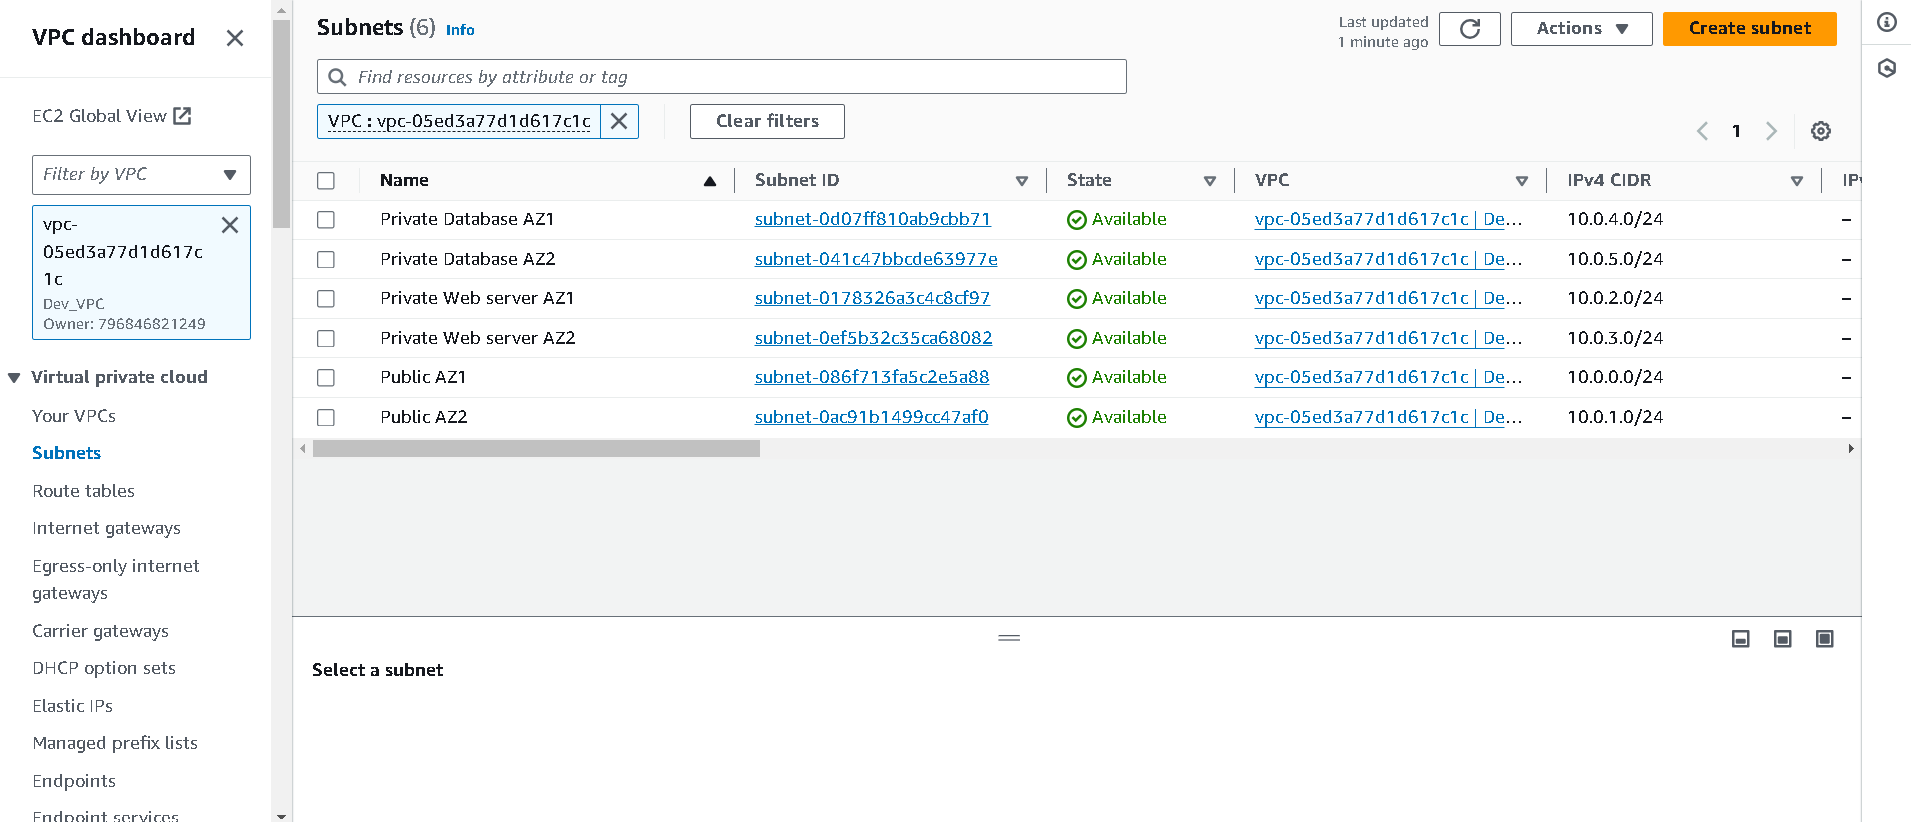 VPC dashboard
EC2 Global View
Filter by VPC
vpc-
05ed3a77d1d617c
1c
Dev_VPC
Owner: 796846821249
Virtual private cloud
Your VPCs
Subnets
Route tables
Internet gateways
Egress-only internet
gateways
Carrier gateways
DHCP option sets
Elastic IPs
Managed prefix lists
Endpoints
Endpoint services
Subnets (6) Info
Last updated
1 minute ago
Actions
Create subnet
Find resources by attribute or tag
VPC : vpc-05ed3a77d1d617c1c
Clear filters
1
Name Subnet ID State VPC IPv4 CIDR
Private Database AZ1 subnet-0d07ff810ab9cbb71 Available vpc-05ed3a77d1d617c1c | De... 10.0.4.0/24 –
Private Database AZ2 subnet-041c47bbcde63977e Available vpc-05ed3a77d1d617c1c | De... 10.0.5.0/24 –
Private Web server AZ1 subnet-0178326a3c4c8cf97 Available vpc-05ed3a77d1d617c1c | De... 10.0.2.0/24 –
Private Web server AZ2 subnet-0ef5b32c35ca68082 Available vpc-05ed3a77d1d617c1c | De... 10.0.3.0/24 –
Public AZ1 subnet-086f713fa5c2e5a88 Available vpc-05ed3a77d1d617c1c | De... 10.0.0.0/24 –
Public AZ2 subnet-0ac91b1499cc47af0 Available vpc-05ed3a77d1d617c1c | De... 10.0.1.0/24 –
Select a subnet